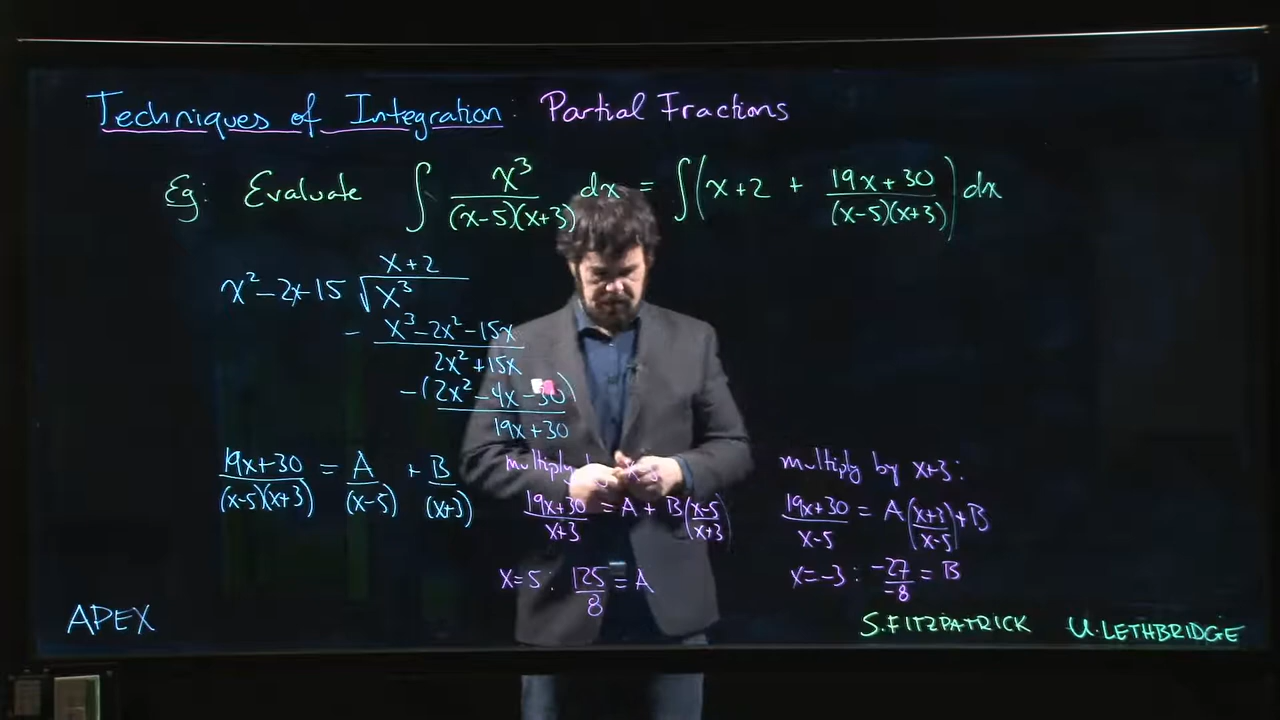 Techniques of Integration: Partial Fractions
Eg: Evaluate ∫ x³/((x-5)(x+3)) dx = ∫(x+2 + (19x+30)/((x-5)(x+3))) dx
x+2
x²-2x-15 √x³
- x³-2x²-15x
2x²+15x
-(2x²-4x-30)
19x+30
(19x+30)/((x-5)(x+3)) = A/(x-5) + B/(x+3)
multiply by x-5
(19x+30)/(x+3) = A + B((x-5)/(x+3))
x=5: 125/8 = A
multiply by x+3:
(19x+30)/(x-5) = A((x+3)/(x-5)) + B
x=-3: -27/-8 = B
APEX
S.FITZPATRICK U.LETHBRIDGE